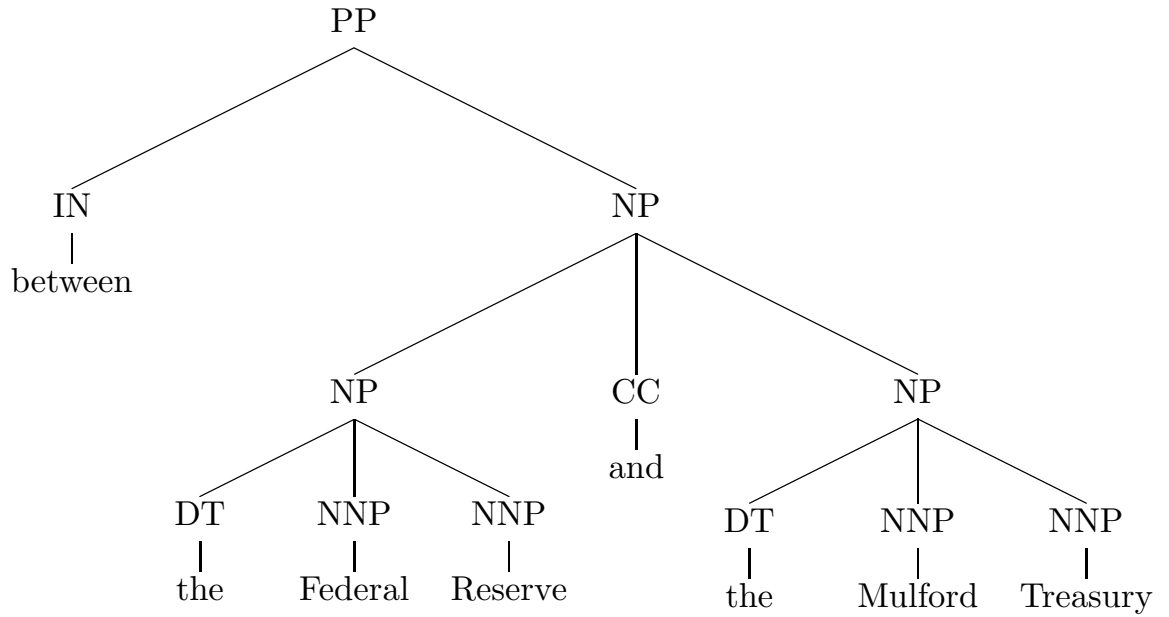 PP
IN NP
between
NP CC NP
and
DT NNP NNP DT NNP NNP
the Federal Reserve the Mulford Treasury